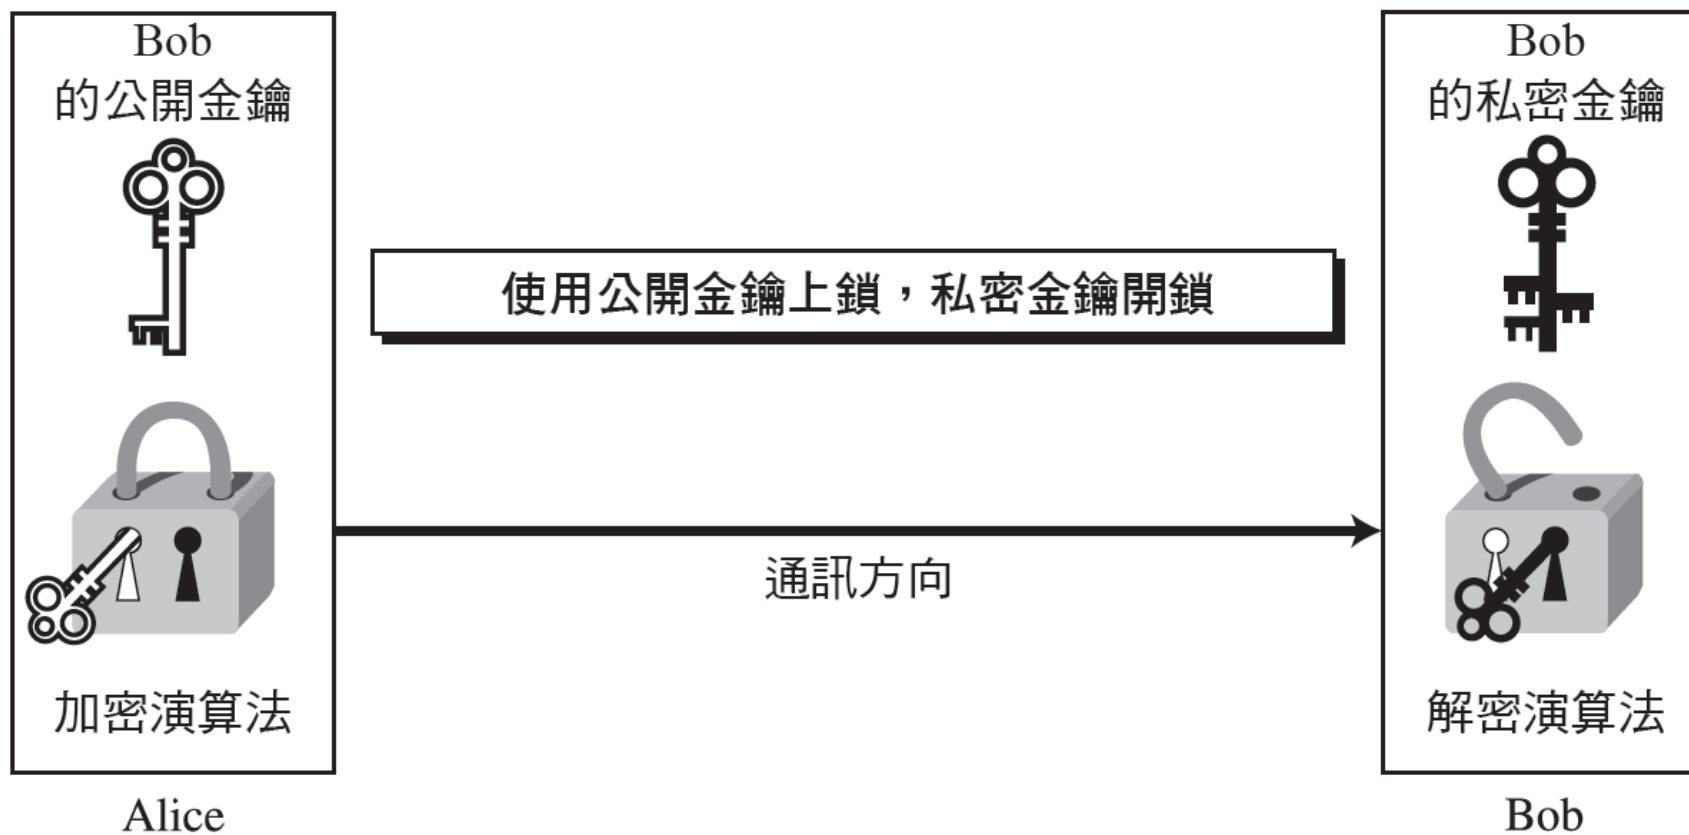 Bob
的公開金鑰
Bob
的私密金鑰
使用公開金鑰上鎖，私密金鑰開鎖
通訊方向
加密演算法
解密演算法
Alice
Bob